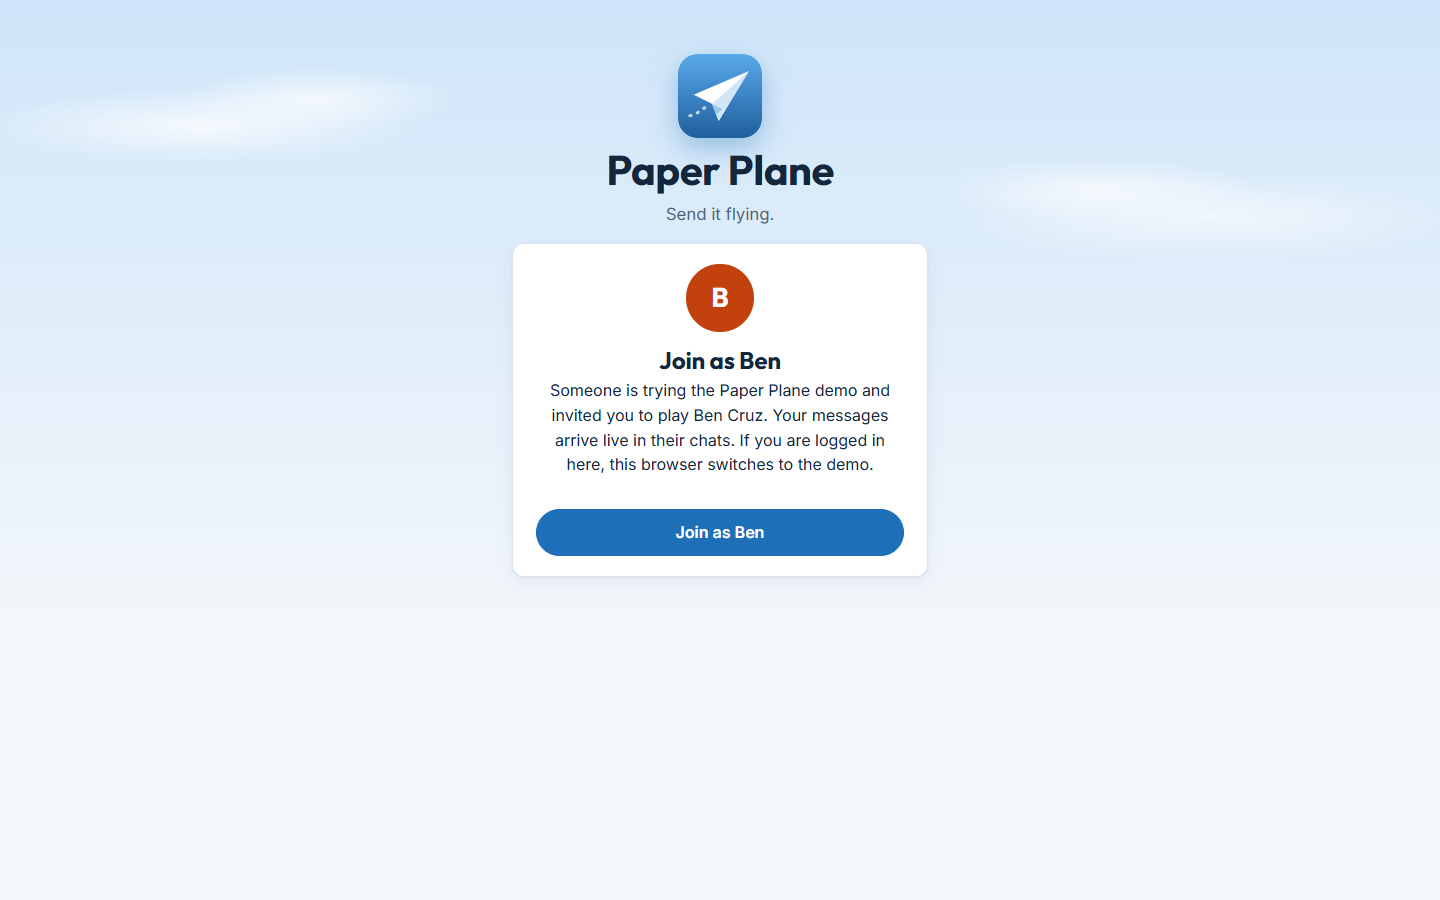 Paper Plane
Send it flying.
B
Join as Ben
Someone is trying the Paper Plane demo and
invited you to play Ben Cruz. Your messages
arrive live in their chats. If you are logged in
here, this browser switches to the demo.
Join as Ben